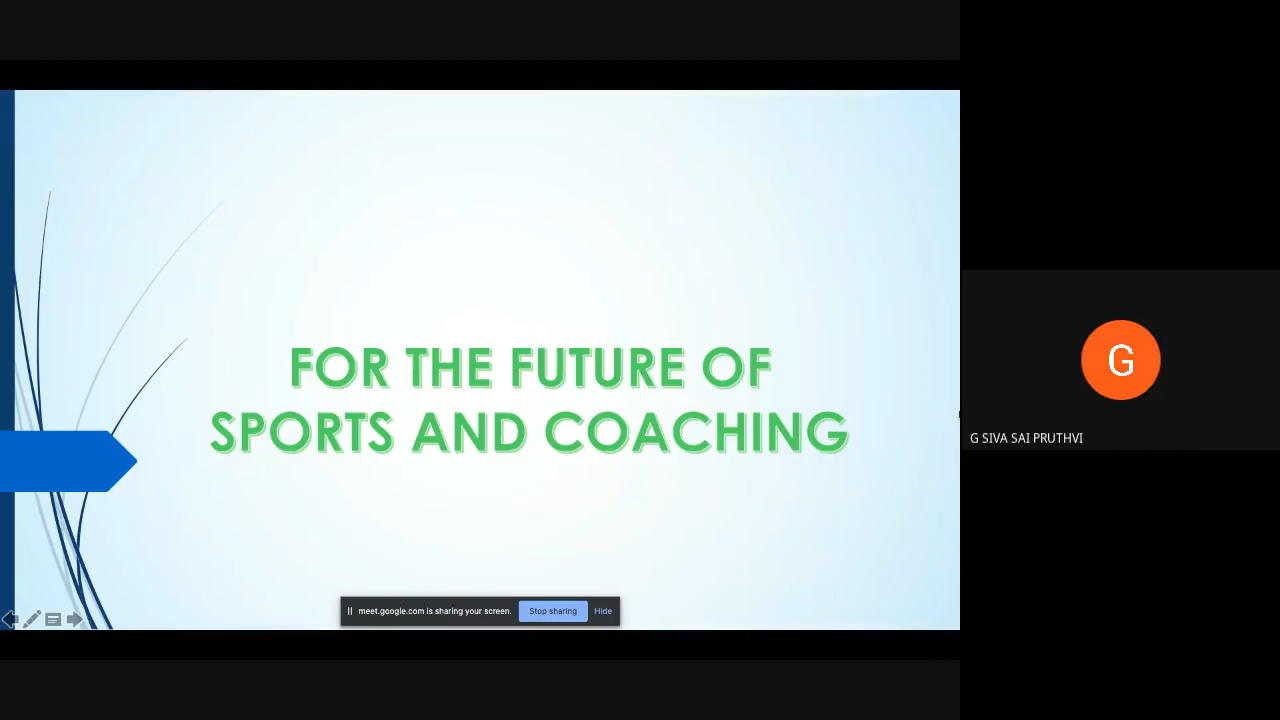 FOR THE FUTURE OF
SPORTS AND COACHING
G
G SIVA SAI PRUTHVI
meet.google.com is sharing your screen.
Stop sharing
Hide